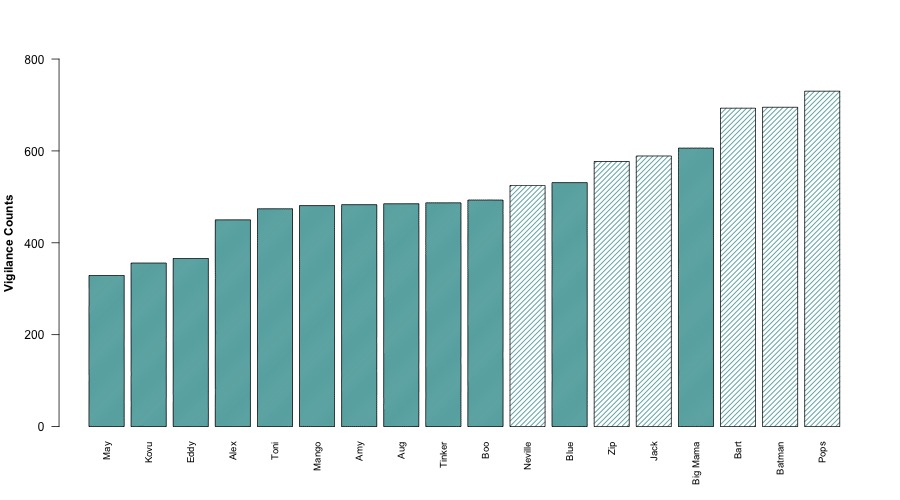 800
600
400
200
0
Vigilance Counts
May
Kovu
Eddy
Alex
Toni
Mango
Amy
Aug
Tinker
Boo
Neville
Blue
Zip
Jack
Big Mama
Bart
Batman
Pops